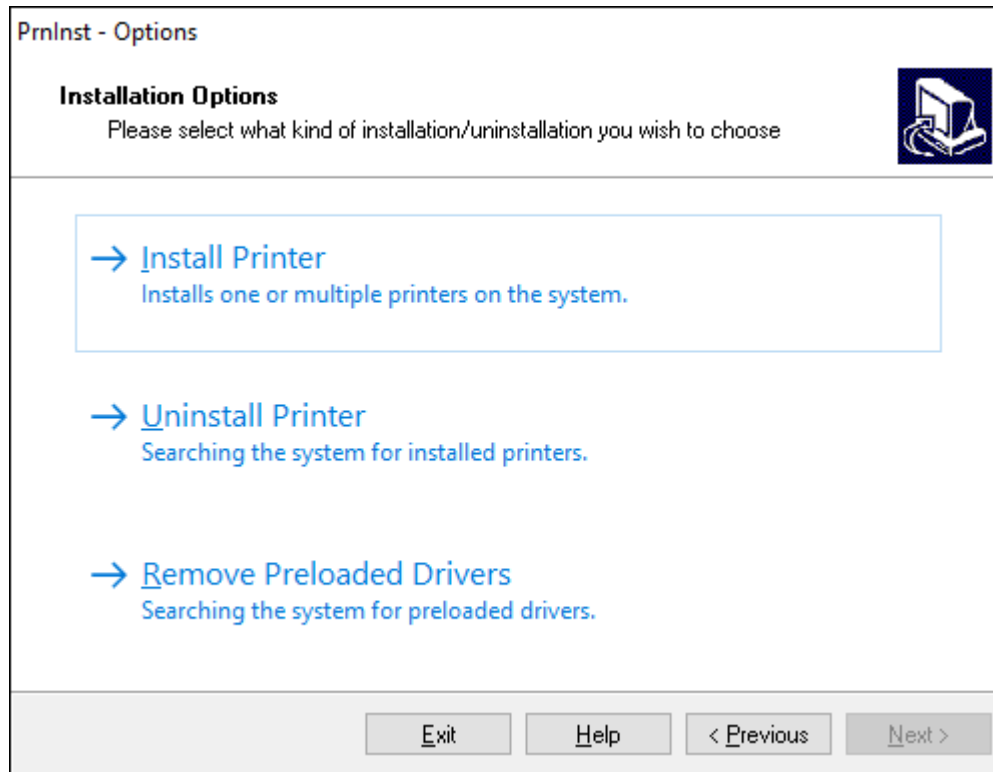 PrnInst - Options
Installation Options
Please select what kind of installation/uninstallation you wish to choose
Install Printer
Installs one or multiple printers on the system.
Uninstall Printer
Searching the system for installed printers.
Remove Preloaded Drivers
Searching the system for preloaded drivers.
Exit Help < Previous Next >